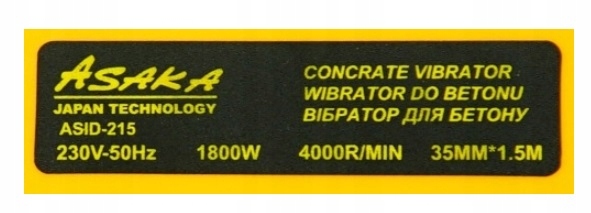 ASAKA
JAPAN TECHNOLOGY
ASID-215
CONCRATE VIBRATOR
WIBRATOR DO BETONU
ВІБРАТОР ДЛЯ БЕТОНУ
230V-50Hz 1800W 4000R/MIN 35MM*1.5M